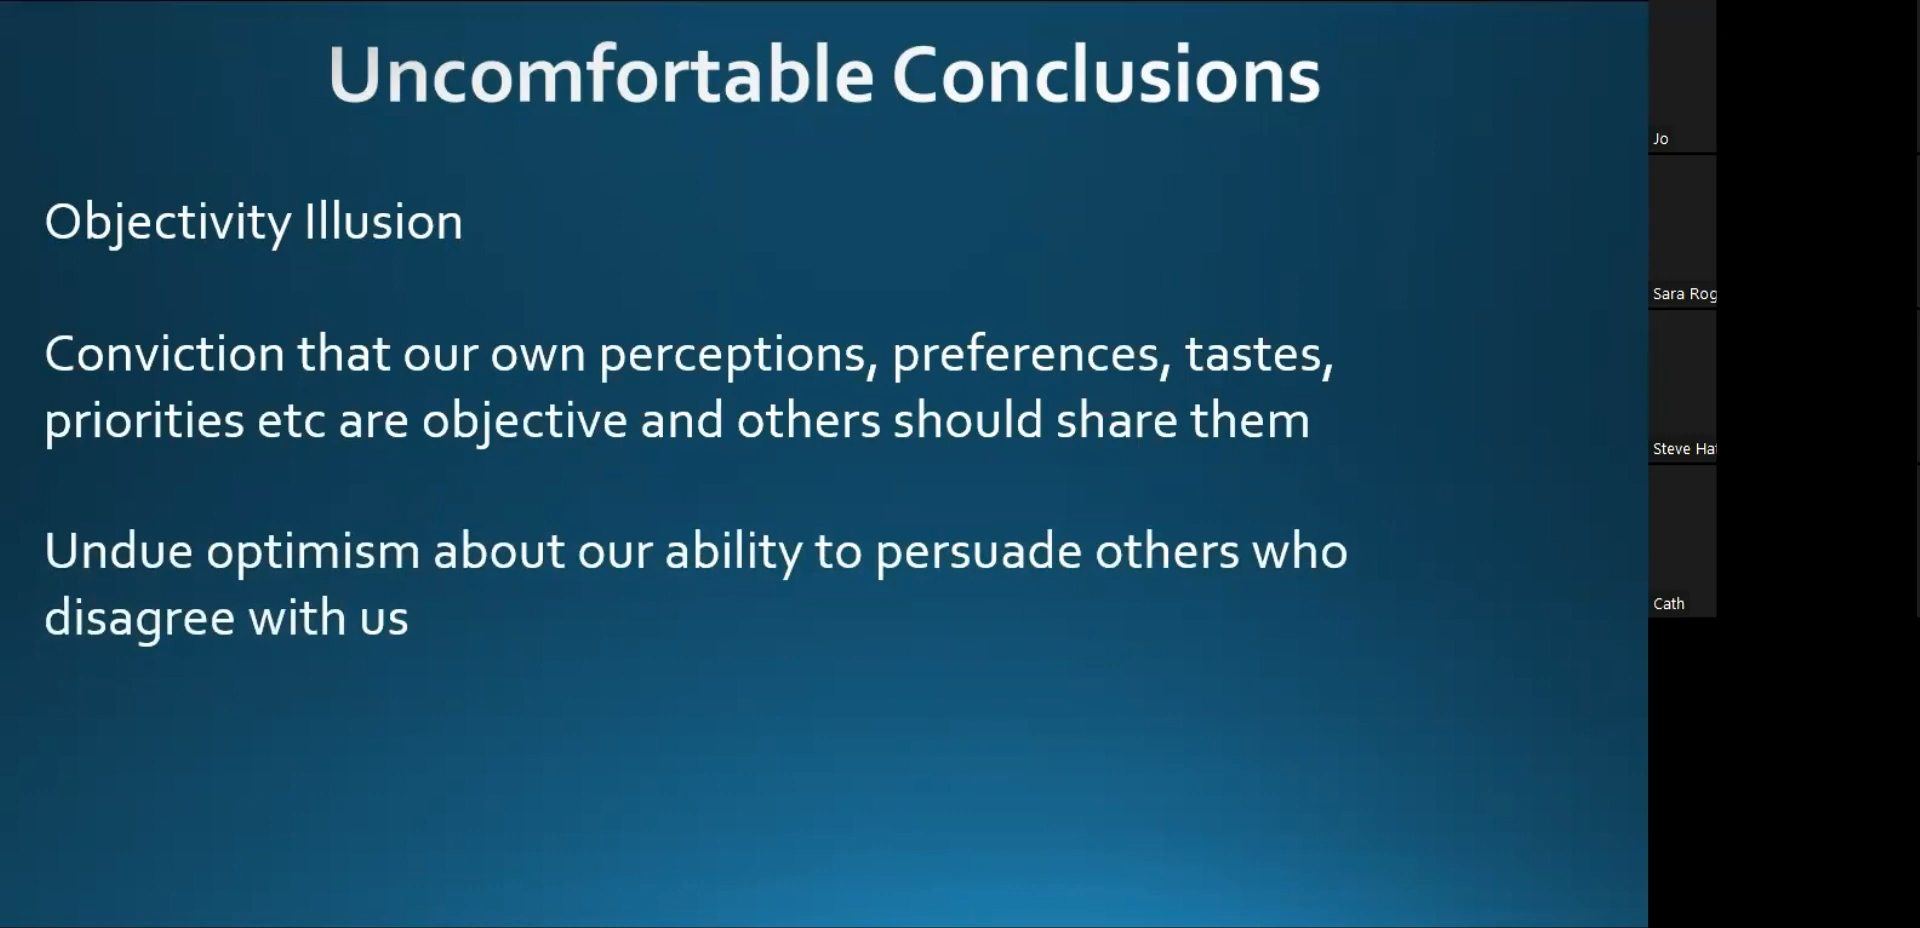 Uncomfortable Conclusions
Objectivity Illusion
Conviction that our own perceptions, preferences, tastes,
priorities etc are objective and others should share them
Undue optimism about our ability to persuade others who
disagree with us
Jo
Sara Rog
Steve Ha
Cath